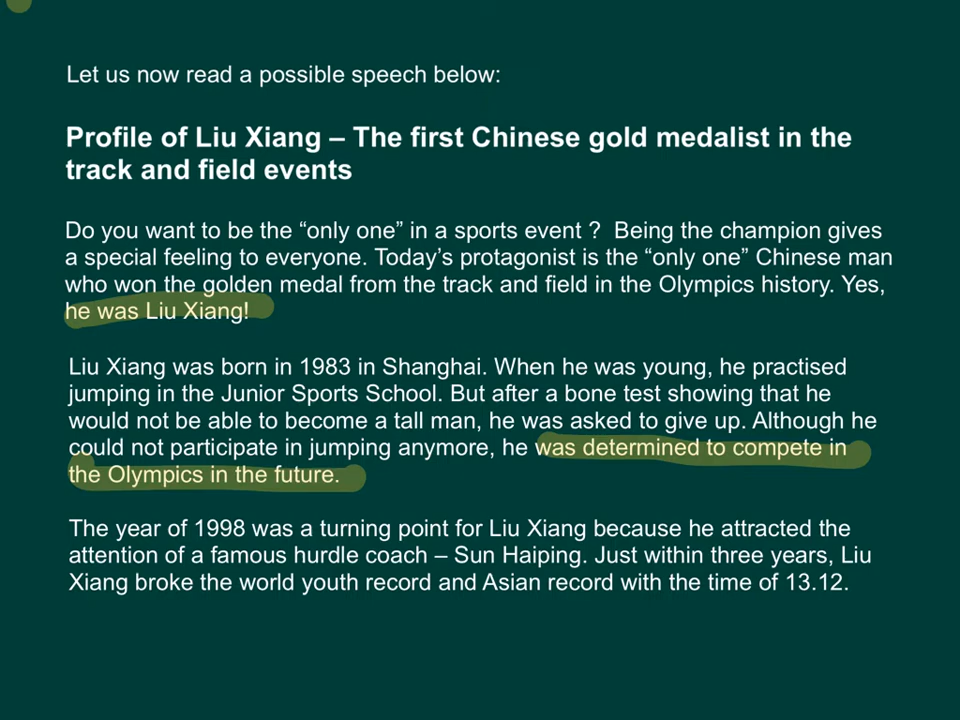 Let us now read a possible speech below:
Profile of Liu Xiang – The first Chinese gold medalist in the
track and field events
Do you want to be the “only one” in a sports event ?  Being the champion gives
a special feeling to everyone. Today’s protagonist is the “only one” Chinese man
who won the golden medal from the track and field in the Olympics history. Yes,
he was Liu Xiang!
Liu Xiang was born in 1983 in Shanghai. When he was young, he practised
jumping in the Junior Sports School. But after a bone test showing that he
would not be able to become a tall man, he was asked to give up. Although he
could not participate in jumping anymore, he was determined to compete in
the Olympics in the future.
The year of 1998 was a turning point for Liu Xiang because he attracted the
attention of a famous hurdle coach – Sun Haiping. Just within three years, Liu
Xiang broke the world youth record and Asian record with the time of 13.12.